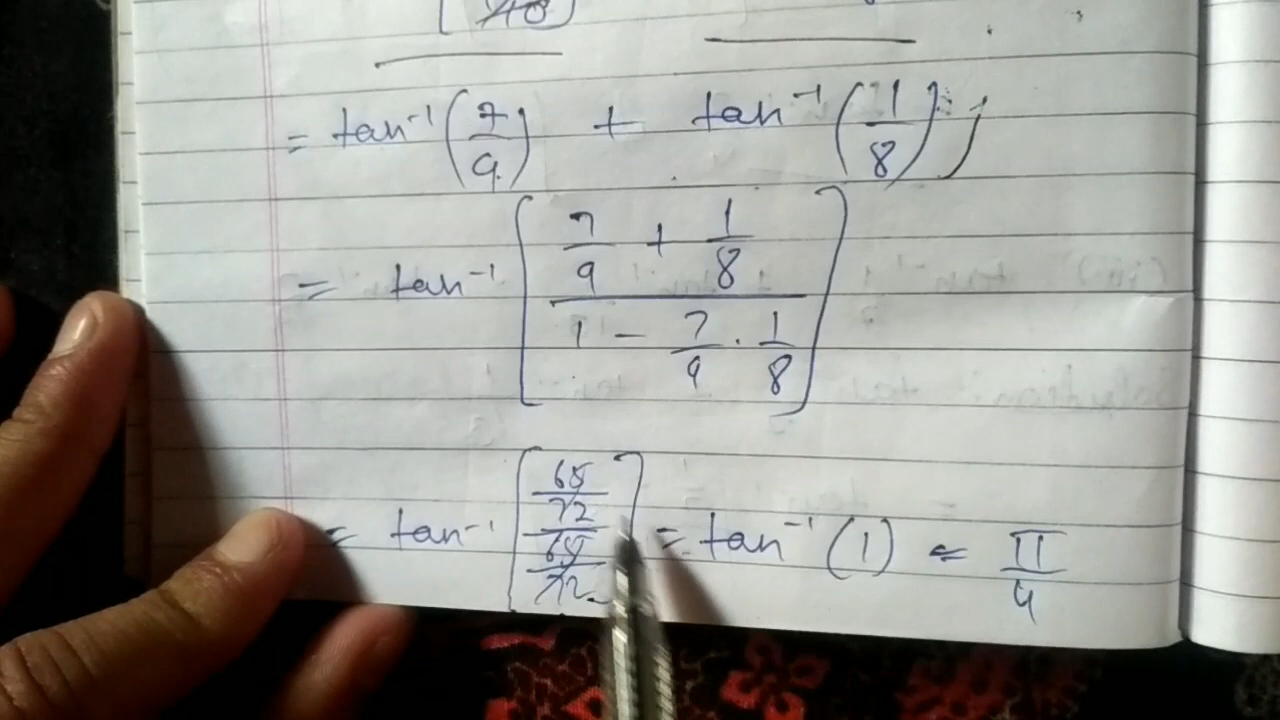 = tan⁻¹(7/9) + tan⁻¹(1/8)
= tan⁻¹[(7/9 + 1/8)/(1 - 7/9 · 1/8)]
= tan⁻¹[(65/72)/(65/72)] = tan⁻¹(1) = π/4